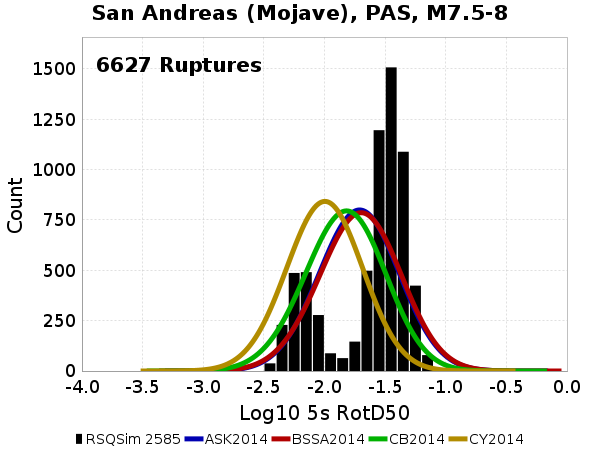 San Andreas (Mojave), PAS, M7.5-8
6627 Ruptures
Count
1500
1250
1000
750
500
250
0
-4.0 -3.5 -3.0 -2.5 -2.0 -1.5 -1.0 -0.5 0.0
Log10 5s RotD50
RSQSim 2585 ASK2014 BSSA2014 CB2014 CY2014